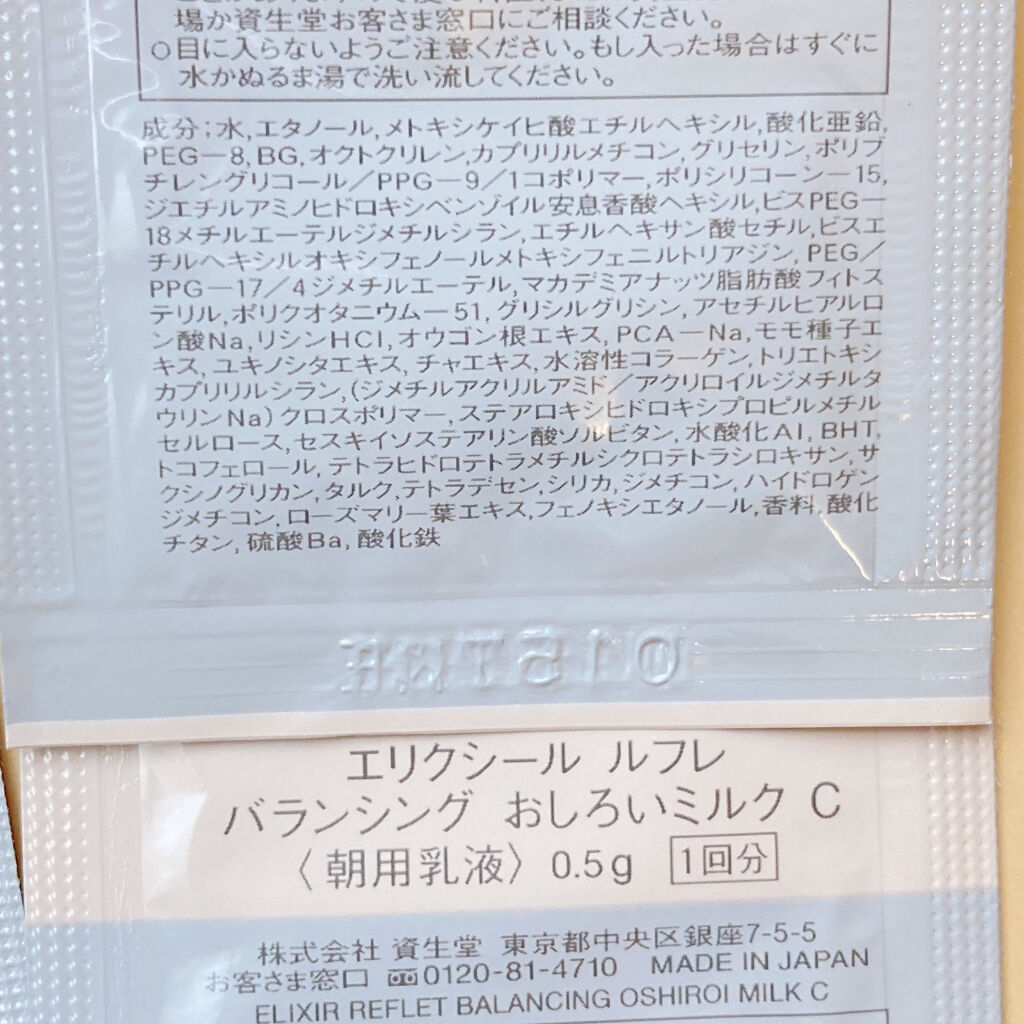 場か資生堂お客さま窓口にご相談ください。
○目に入らないようご注意ください。もし入った場合はすぐに
水かぬるま湯で洗い流してください。
成分；水,エタノール,メトキシケイヒ酸エチルヘキシル,酸化亜鉛,
PEG－8,BG,オクトクリレン,カプリリルメチコン,グリセリン,ポリブ
チレングリコール／PPG－9／1コポリマー,ポリシリコーン－15,
ジエチルアミノヒドロキシベンゾイル安息香酸ヘキシル,ビスPEG－
18メチルエーテルジメチルシラン,エチルヘキサン酸セチル,ビスエ
チルヘキシルオキシフェノールメトキシフェニルトリアジン,PEG／
PPG－17／4ジメチルエーテル,マカデミアナッツ脂肪酸フィトス
テリル,ポリクオタニウム－51,グリシルグリシン,アセチルヒアルロ
ン酸Na,リシンHCl,オウゴン根エキス,PCA－Na,モモ種子エ
キス,ユキノシタエキス,チャエキス,水溶性コラーゲン,トリエトキシ
カプリリルシラン,(ジメチルアクリルアミド／アクリロイルジメチルタ
ウリンNa)クロスポリマー,ステアロキシヒドロキシプロピルメチル
セルロース,セスキイソステアリン酸ソルビタン,水酸化Al,BHT,
トコフェロール,テトラヒドロテトラメチルシクロテトラシロキサン,サ
クシノグリカン,タルク,テトラデセン,シリカ,ジメチコン,ハイドロゲン
ジメチコン,ローズマリー葉エキス,フェノキシエタノール,香料,酸化
チタン,硫酸Ba,酸化鉄
エリクシール ルフレ
バランシング おしろいミルク C
〈朝用乳液〉0.5g 1回分
株式会社 資生堂 東京都中央区銀座7-5-5
お客さま窓口 0120-81-4710 MADE IN JAPAN
ELIXIR REFLET BALANCING OSHIROI MILK C